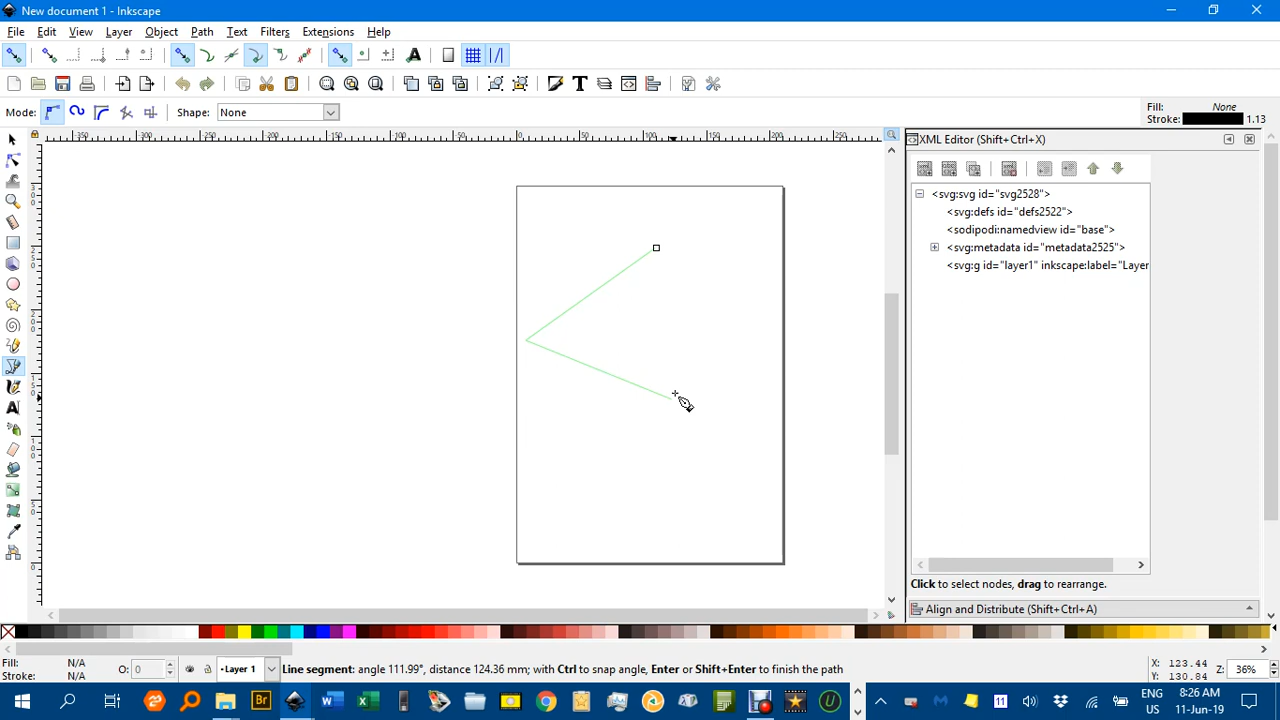 New document 1 - Inkscape
File Edit View Layer Object Path Text Filters Extensions Help
Mode: Shape: None
Fill: None
Stroke: 1.13
XML Editor (Shift+Ctrl+X)
<svg:svg id="svg2528">
<svg:defs id="defs2522">
<sodipodi:namedview id="base">
<svg:metadata id="metadata2525">
<svg:g id="layer1" inkscape:label="Layer
Click to select nodes, drag to rearrange.
Align and Distribute (Shift+Ctrl+A)
Fill: N/A
Stroke: N/A
O: 0
Layer 1
Line segment: angle 111.99°, distance 124.36 mm; with Ctrl to snap angle, Enter or Shift+Enter to finish the path
X: 123.44
Y: 130.84
Z: 36%
Br
11
ENG
US
8:26 AM
11-Jun-19